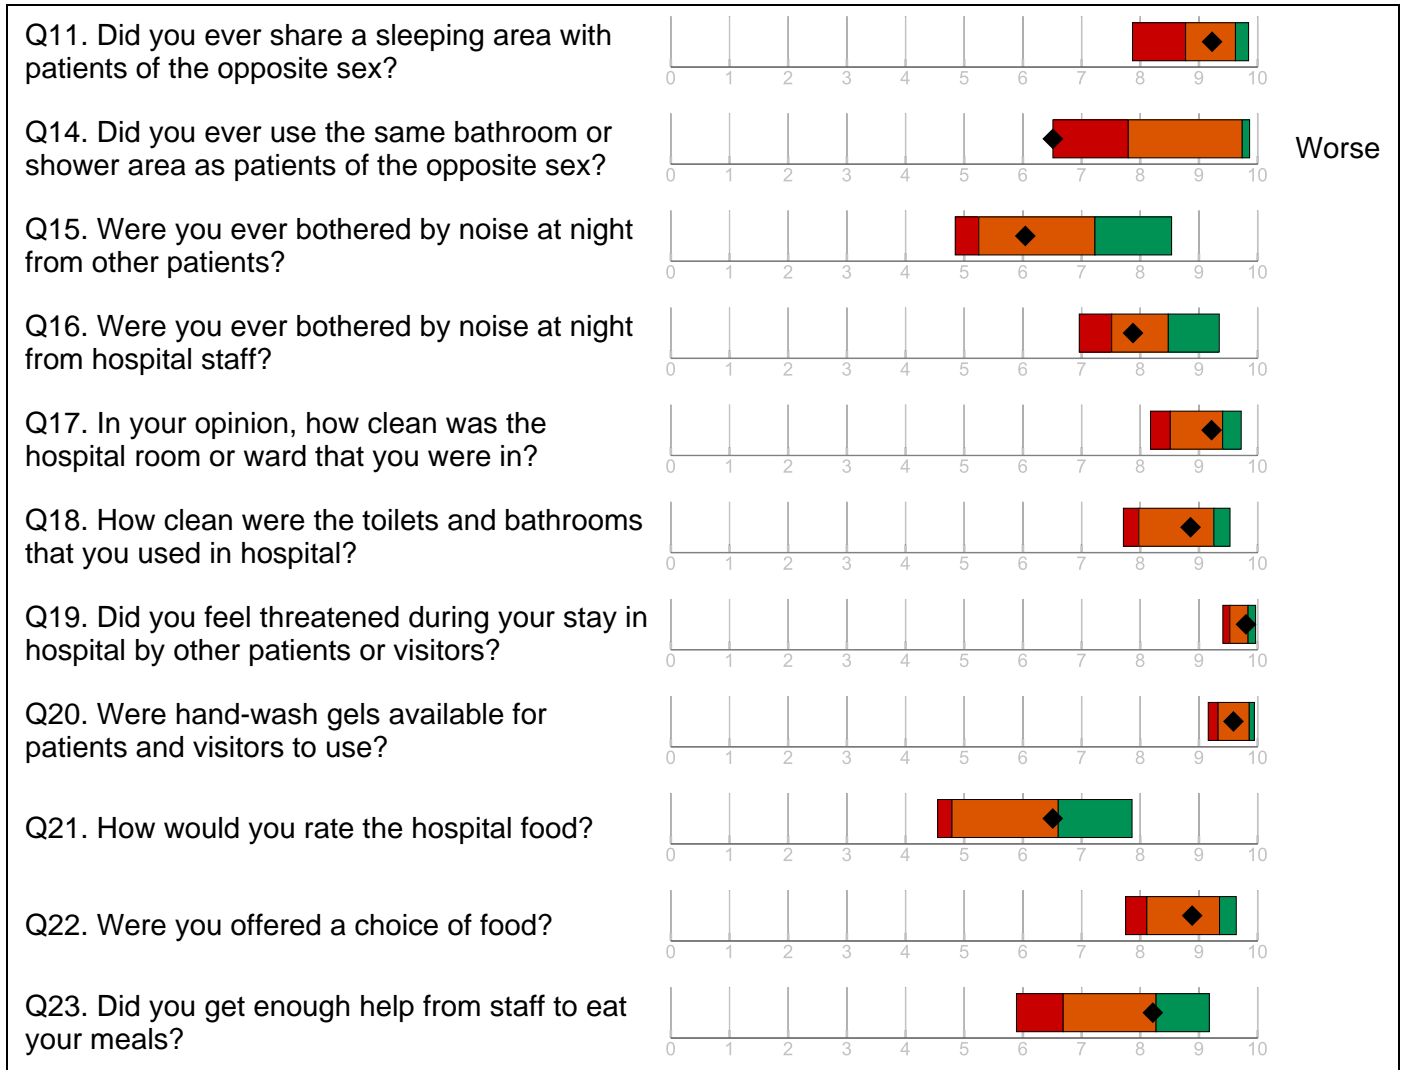 Q11. Did you ever share a sleeping area with
patients of the opposite sex?
0 1 2 3 4 5 6 7 8 9 10
Q14. Did you ever use the same bathroom or
shower area as patients of the opposite sex?
Worse
0 1 2 3 4 5 6 7 8 9 10
Q15. Were you ever bothered by noise at night
from other patients?
0 1 2 3 4 5 6 7 8 9 10
Q16. Were you ever bothered by noise at night
from hospital staff?
0 1 2 3 4 5 6 7 8 9 10
Q17. In your opinion, how clean was the
hospital room or ward that you were in?
0 1 2 3 4 5 6 7 8 9 10
Q18. How clean were the toilets and bathrooms
that you used in hospital?
0 1 2 3 4 5 6 7 8 9 10
Q19. Did you feel threatened during your stay in
hospital by other patients or visitors?
0 1 2 3 4 5 6 7 8 9 10
Q20. Were hand-wash gels available for
patients and visitors to use?
0 1 2 3 4 5 6 7 8 9 10
Q21. How would you rate the hospital food?
0 1 2 3 4 5 6 7 8 9 10
Q22. Were you offered a choice of food?
0 1 2 3 4 5 6 7 8 9 10
Q23. Did you get enough help from staff to eat
your meals?
0 1 2 3 4 5 6 7 8 9 10